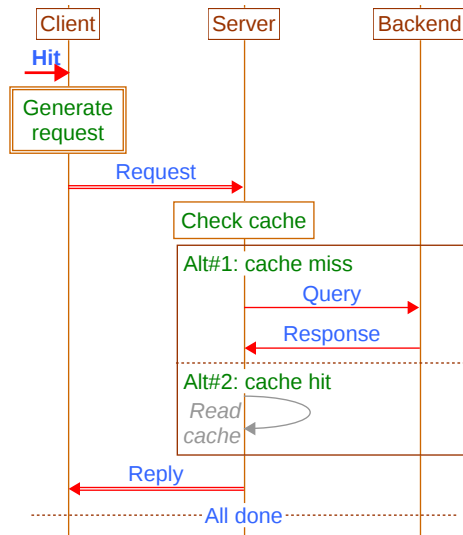 Client Server Backend
Hit
Generate
request
Request
Check cache
Alt#1: cache miss
Query
Response
Alt#2: cache hit
Read
cache
Reply
All done